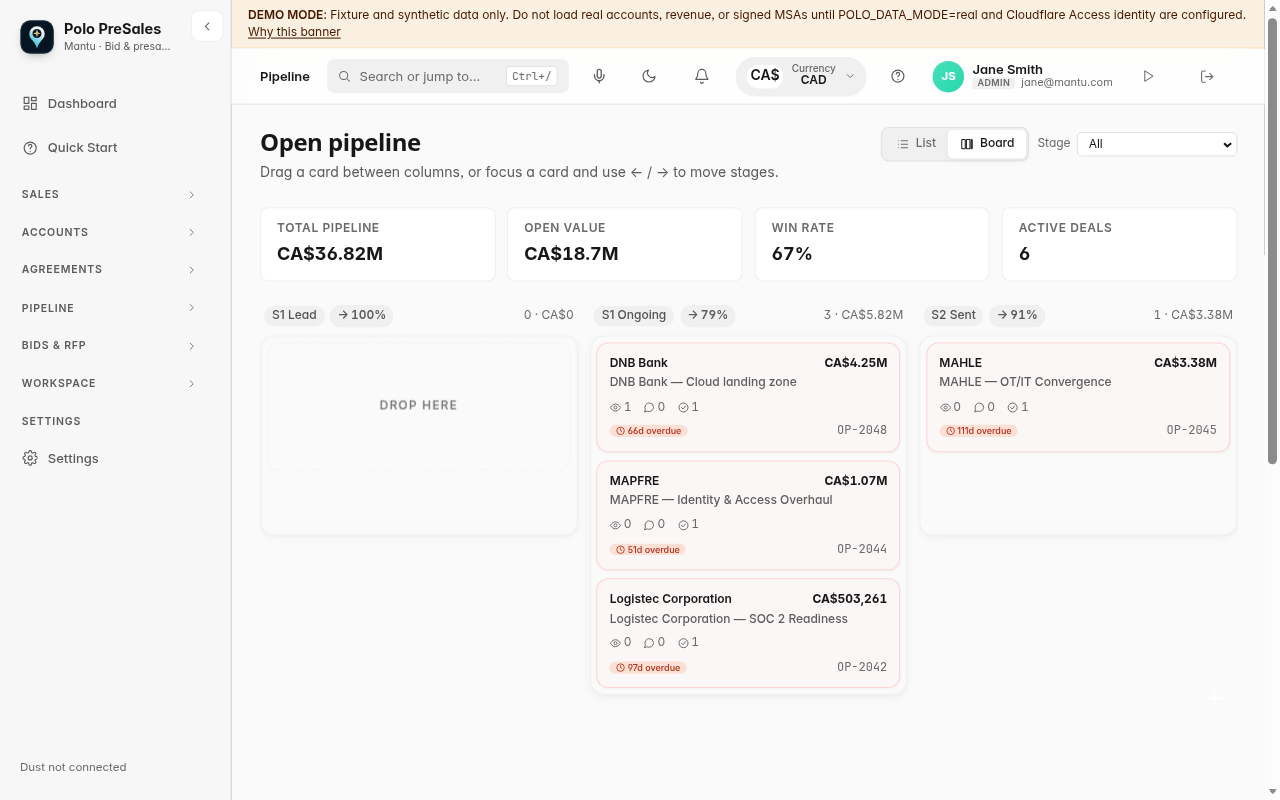 Polo PreSales
Mantu · Bid & presa...
Dashboard
Quick Start
SALES
ACCOUNTS
AGREEMENTS
PIPELINE
BIDS & RFP
WORKSPACE
SETTINGS
Settings
Dust not connected
DEMO MODE: Fixture and synthetic data only. Do not load real accounts, revenue, or signed MSAs until POLO_DATA_MODE=real and Cloudflare Access identity are configured.
Why this banner
Pipeline
Search or jump to...
Ctrl+/
CA$
Currency
CAD
JS
Jane Smith
ADMIN jane@mantu.com
Open pipeline
Drag a card between columns, or focus a card and use ← / → to move stages.
List
Board
Stage
All
TOTAL PIPELINE
CA$36.82M
OPEN VALUE
CA$18.7M
WIN RATE
67%
ACTIVE DEALS
6
S1 Lead → 100% 0 · CA$0
DROP HERE
S1 Ongoing → 79% 3 · CA$5.82M
DNB Bank CA$4.25M
DNB Bank — Cloud landing zone
1 0 1
66d overdue OP-2048
MAPFRE CA$1.07M
MAPFRE — Identity & Access Overhaul
0 0 1
51d overdue OP-2044
Logistec Corporation CA$503,261
Logistec Corporation — SOC 2 Readiness
0 0 1
97d overdue OP-2042
S2 Sent → 91% 1 · CA$3.38M
MAHLE CA$3.38M
MAHLE — OT/IT Convergence
0 0 1
111d overdue OP-2045